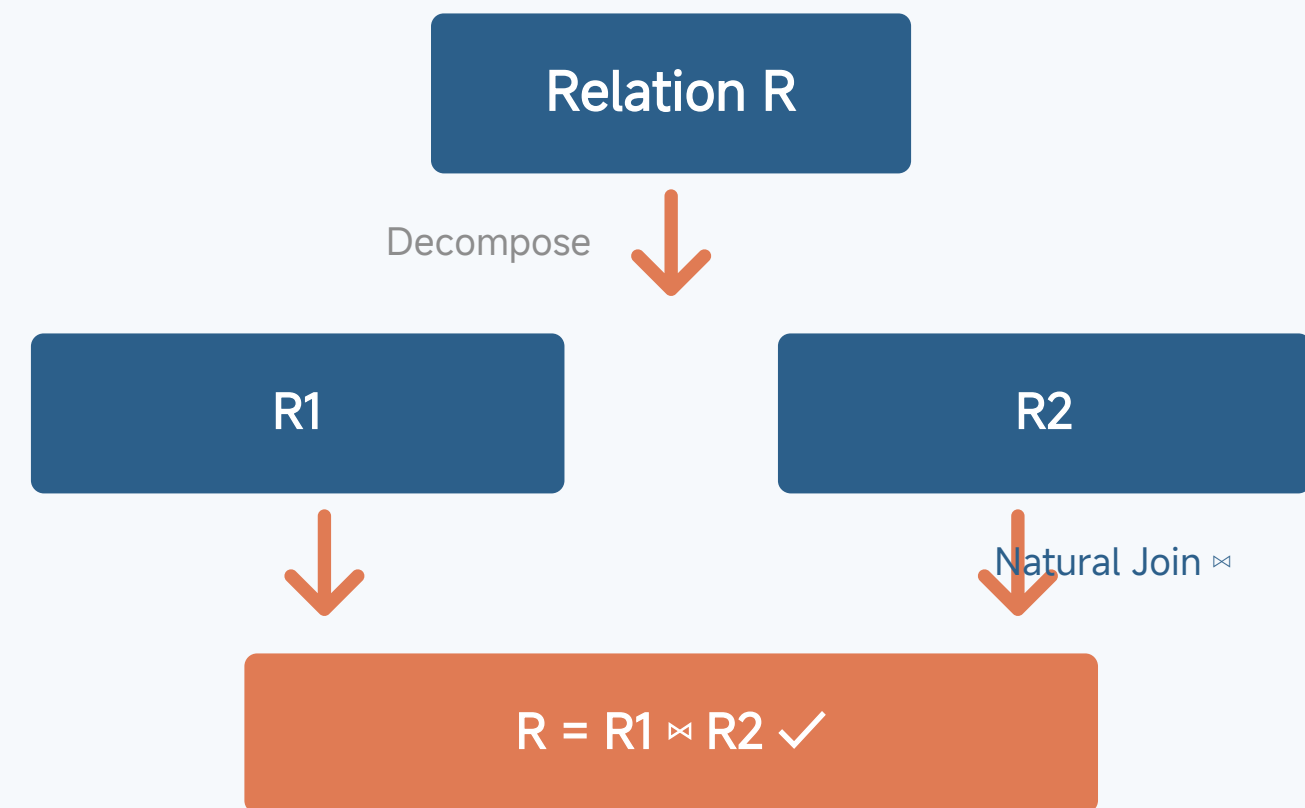 Relation R
Decompose
R1
R2
Natural Join ⋈
R = R1 ⋈ R2 ✓